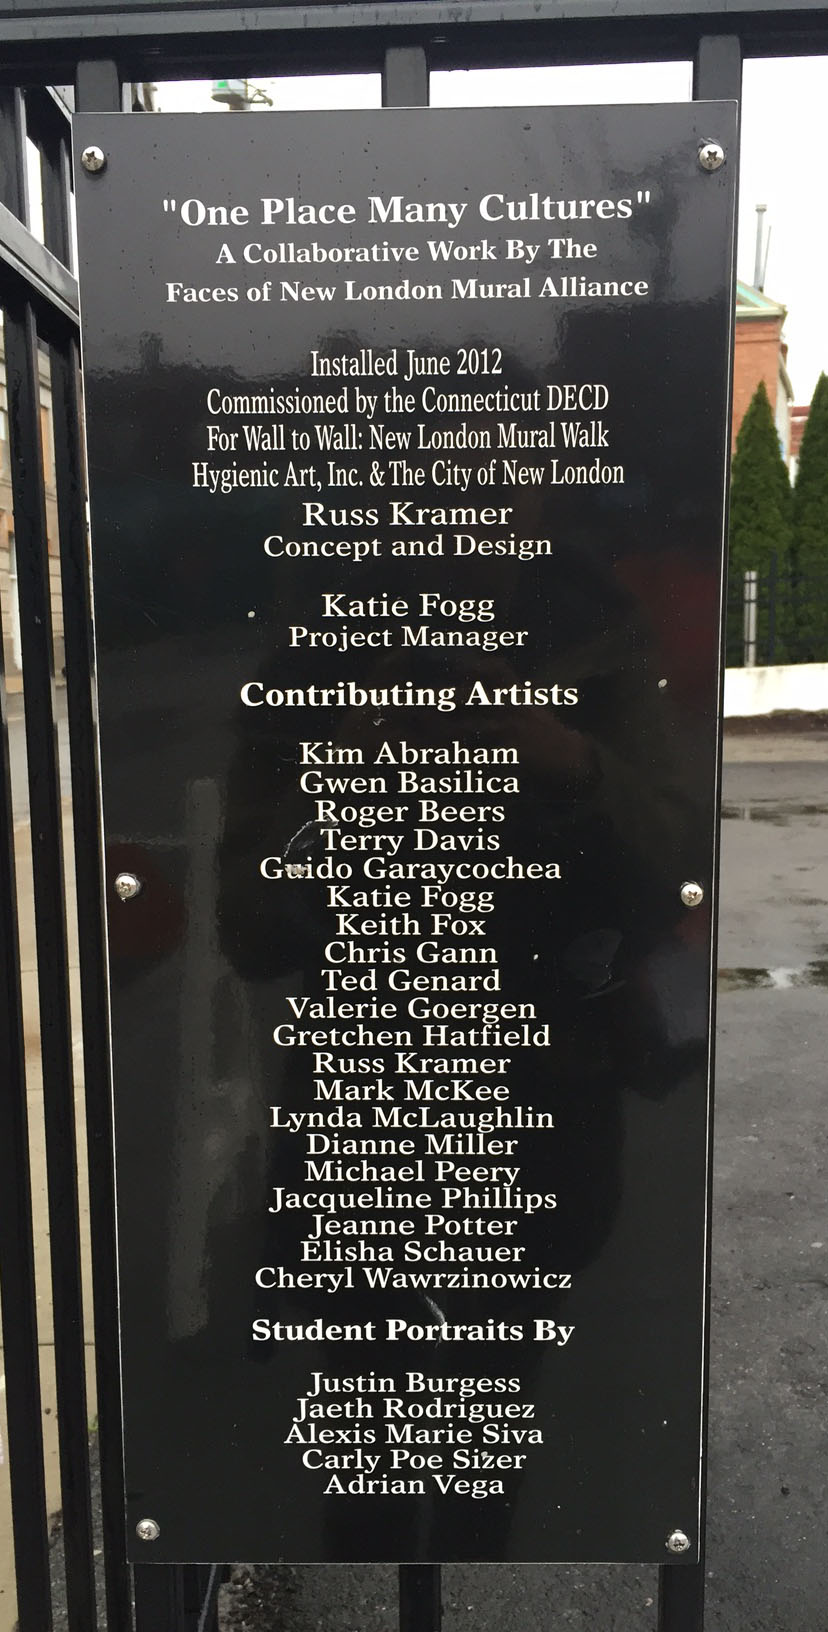 "One Place Many Cultures"
A Collaborative Work By The
Faces of New London Mural Alliance
Installed June 2012
Commissioned by the Connecticut DECD
For Wall to Wall: New London Mural Walk
Hygienic Art, Inc. & The City of New London
Russ Kramer
Concept and Design
Katie Fogg
Project Manager
Contributing Artists
Kim Abraham
Gwen Basilica
Roger Beers
Terry Davis
Guido Garaycochea
Katie Fogg
Keith Fox
Chris Gann
Ted Genard
Valerie Goergen
Gretchen Hatfield
Russ Kramer
Mark McKee
Lynda McLaughlin
Dianne Miller
Michael Peery
Jacqueline Phillips
Jeanne Potter
Elisha Schauer
Cheryl Wawrzinowicz
Student Portraits By
Justin Burgess
Jaeth Rodriguez
Alexis Marie Siva
Carly Poe Sizer
Adrian Vega